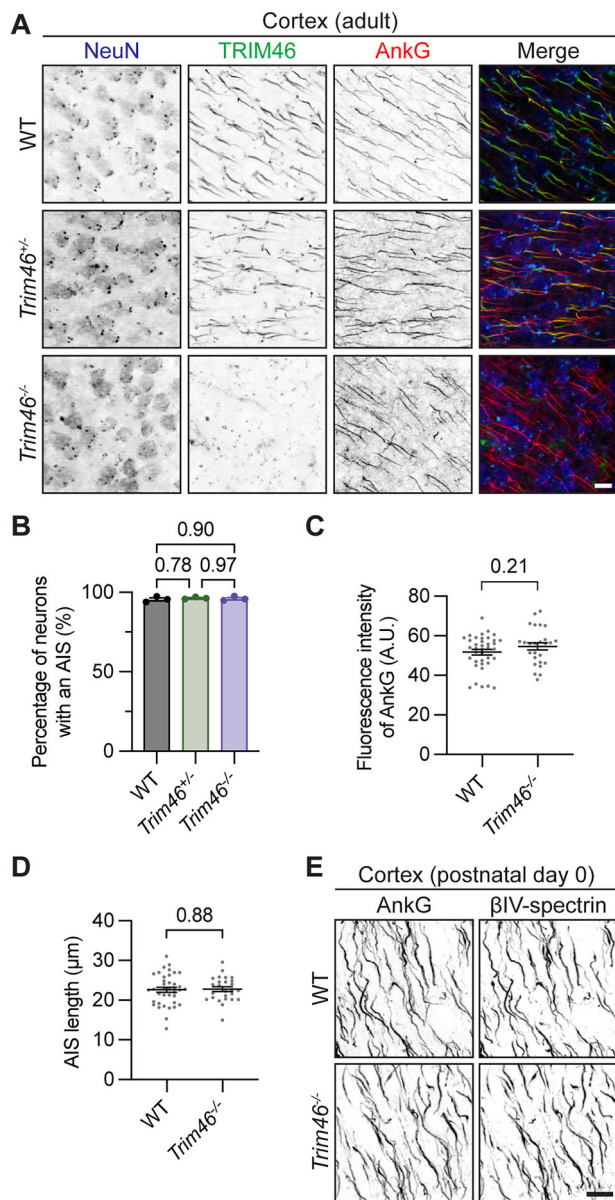 A
Cortex (adult)
NeuN TRIM46 AnkG Merge
WT
Trim46+/-
Trim46-/-
B
0.90
0.78 0.97
100
50
0
Percentage of neurons
with an AIS (%)
WT
Trim46+/-
Trim46-/-
C
0.21
80
60
40
20
0
Fluorescence intensity
of AnkG (A.U.)
WT
Trim46-/-
D
0.88
40
30
20
10
0
AIS length (µm)
WT
Trim46-/-
E
Cortex (postnatal day 0)
AnkG βIV-spectrin
WT
Trim46-/-